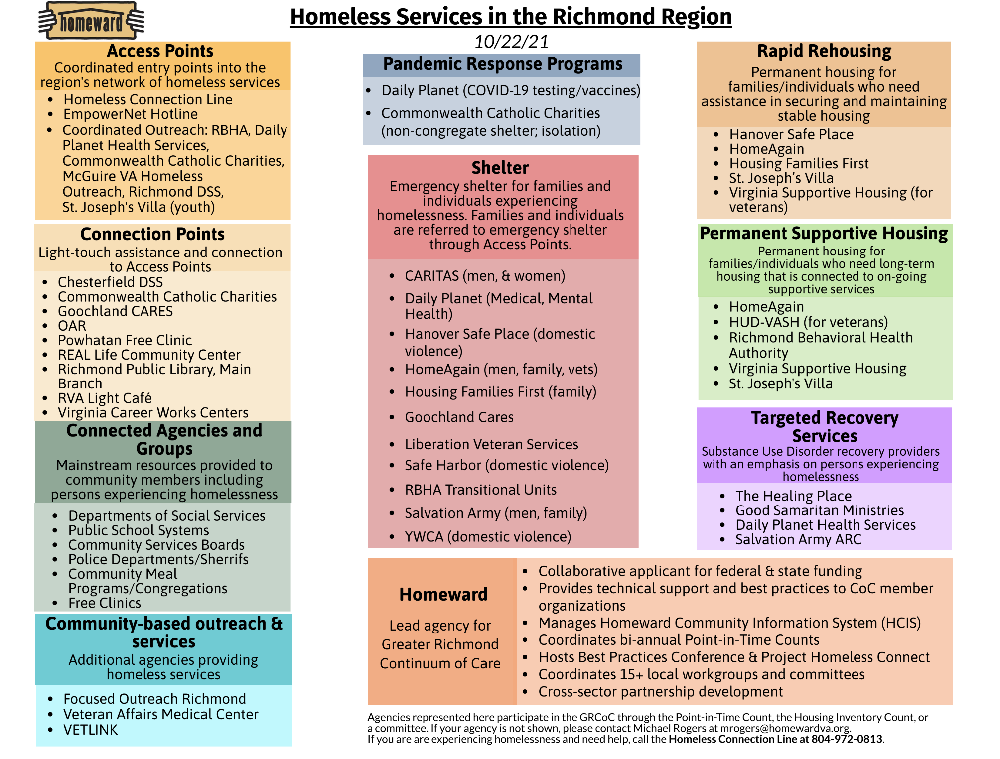 homeward
Homeless Services in the Richmond Region
10/22/21
Access Points
Coordinated entry points into the
region's network of homeless services
• Homeless Connection Line
• EmpowerNet Hotline
• Coordinated Outreach: RBHA, Daily
Planet Health Services,
Commonwealth Catholic Charities,
McGuire VA Homeless
Outreach, Richmond DSS,
St. Joseph's Villa (youth)
Connection Points
Light-touch assistance and connection
to Access Points
• Chesterfield DSS
• Commonwealth Catholic Charities
• Goochland CARES
• OAR
• Powhatan Free Clinic
• REAL Life Community Center
• Richmond Public Library, Main
Branch
• RVA Light Café
• Virginia Career Works Centers
Connected Agencies and
Groups
Mainstream resources provided to
community members including
persons experiencing homelessness
• Departments of Social Services
• Public School Systems
• Community Services Boards
• Police Departments/Sherrifs
• Community Meal
Programs/Congregations
• Free Clinics
Community-based outreach &
services
Additional agencies providing
homeless services
• Focused Outreach Richmond
• Veteran Affairs Medical Center
• VETLINK
Pandemic Response Programs
• Daily Planet (COVID-19 testing/vaccines)
• Commonwealth Catholic Charities
(non-congregate shelter; isolation)
Shelter
Emergency shelter for families and
individuals experiencing
homelessness. Families and individuals
are referred to emergency shelter
through Access Points.
• CARITAS (men, & women)
• Daily Planet (Medical, Mental
Health)
• Hanover Safe Place (domestic
violence)
• HomeAgain (men, family, vets)
• Housing Families First (family)
• Goochland Cares
• Liberation Veteran Services
• Safe Harbor (domestic violence)
• RBHA Transitional Units
• Salvation Army (men, family)
• YWCA (domestic violence)
Rapid Rehousing
Permanent housing for
families/individuals who need
assistance in securing and maintaining
stable housing
• Hanover Safe Place
• HomeAgain
• Housing Families First
• St. Joseph’s Villa
• Virginia Supportive Housing (for
veterans)
Permanent Supportive Housing
Permanent housing for
families/individuals who need long-term
housing that is connected to on-going
supportive services
• HomeAgain
• HUD-VASH (for veterans)
• Richmond Behavioral Health
Authority
• Virginia Supportive Housing
• St. Joseph's Villa
Targeted Recovery
Services
Substance Use Disorder recovery providers
with an emphasis on persons experiencing
homelessness
• The Healing Place
• Good Samaritan Ministries
• Daily Planet Health Services
• Salvation Army ARC
Homeward
Lead agency for
Greater Richmond
Continuum of Care
• Collaborative applicant for federal & state funding
• Provides technical support and best practices to CoC member
organizations
• Manages Homeward Community Information System (HCIS)
• Coordinates bi-annual Point-in-Time Counts
• Hosts Best Practices Conference & Project Homeless Connect
• Coordinates 15+ local workgroups and committees
• Cross-sector partnership development
Agencies represented here participate in the GRCoC through the Point-in-Time Count, the Housing Inventory Count, or
a committee. If your agency is not shown, please contact Michael Rogers at mrogers@homewardva.org.
If you are are experiencing homelessness and need help, call the Homeless Connection Line at 804-972-0813.